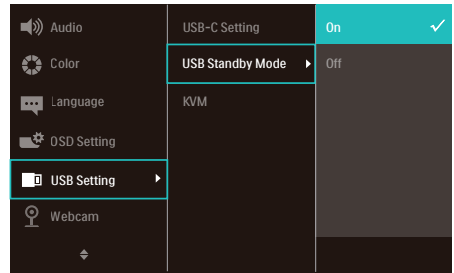 Audio
Color
Language
OSD Setting
USB Setting
Webcam
USB-C Setting
USB Standby Mode
KVM
On
Off